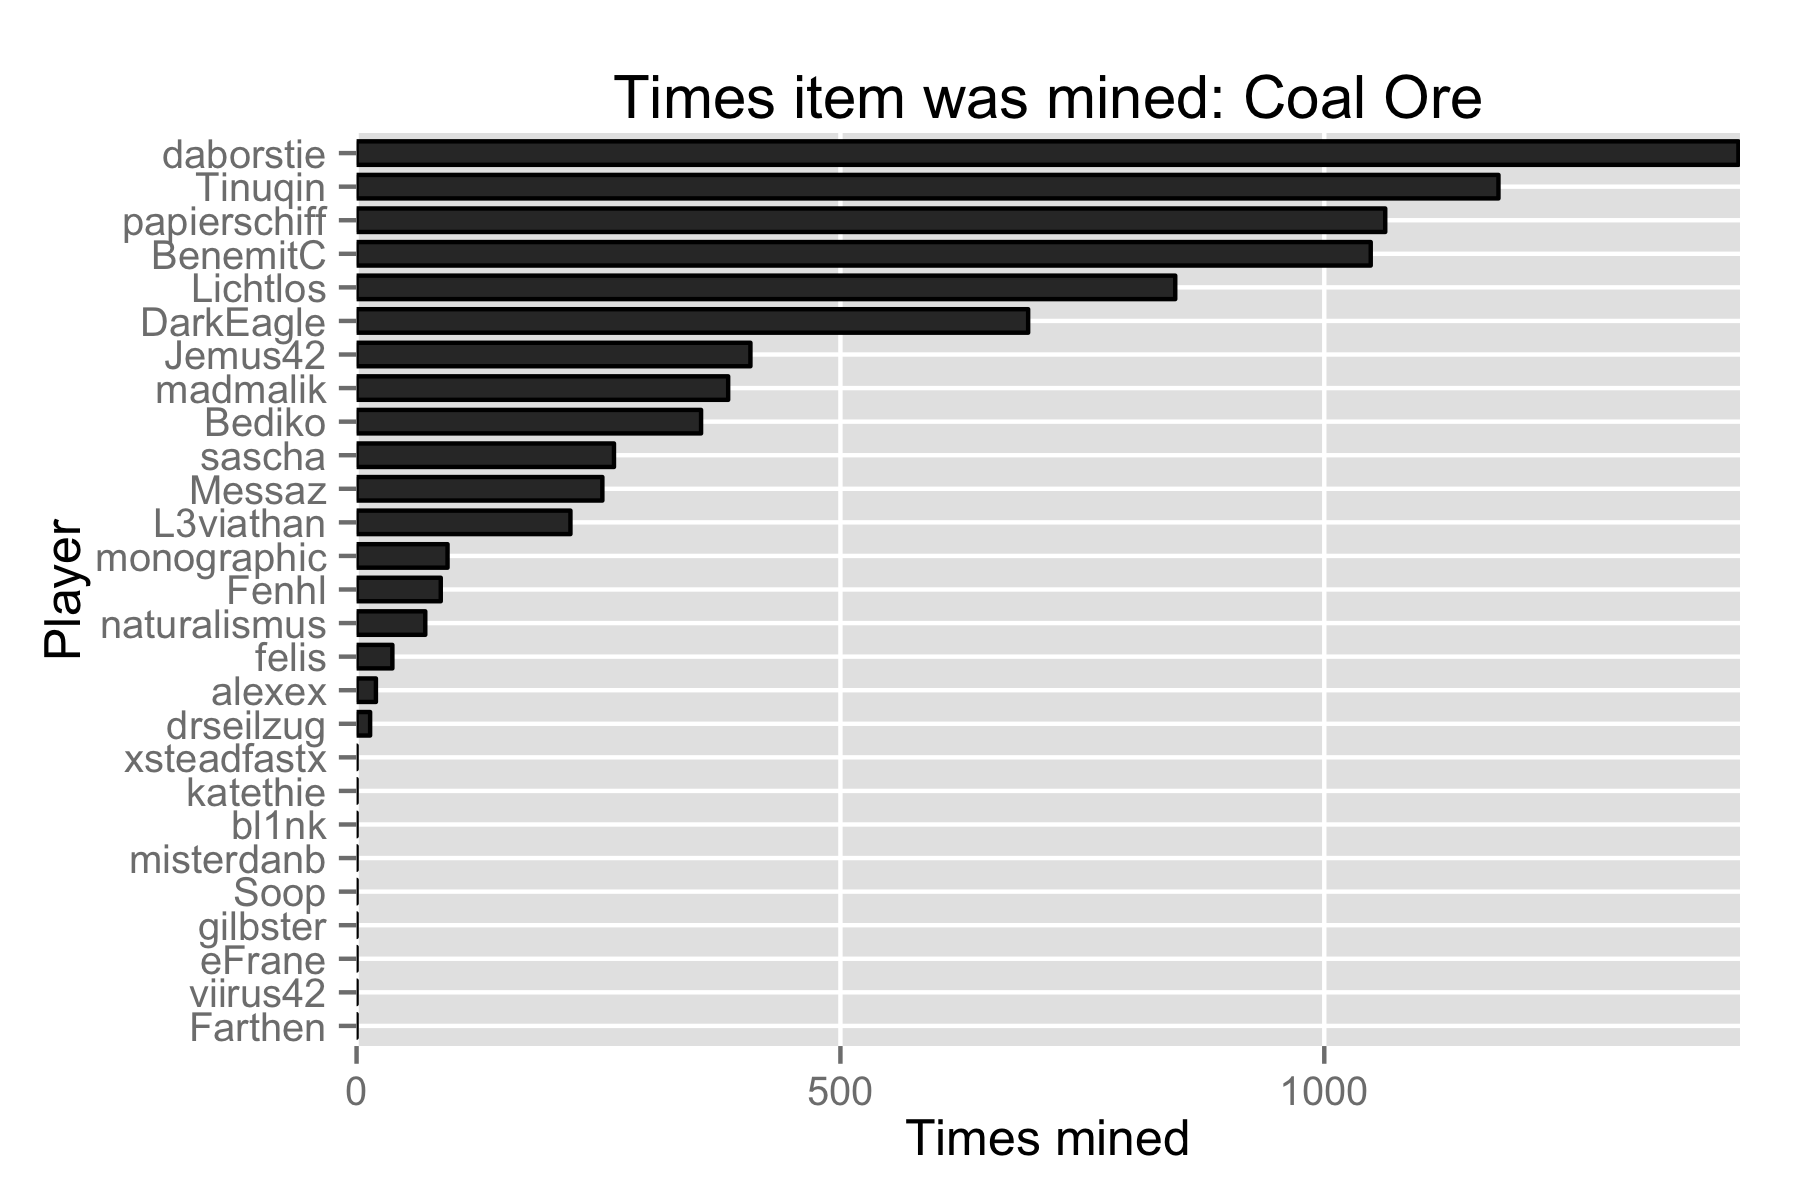 Times item was mined: Coal Ore
daborstie
Tinuqin
papierschiff
BenemitC
Lichtlos
DarkEagle
Jemus42
madmalik
Bediko
sascha
Messaz
L3viathan
monographic
Fenhl
naturalismus
felis
alexex
drseilzug
xsteadfastx
katethie
bl1nk
misterdanb
Soop
gilbster
eFrane
viirus42
Farthen
Player
0 500 1000
Times mined